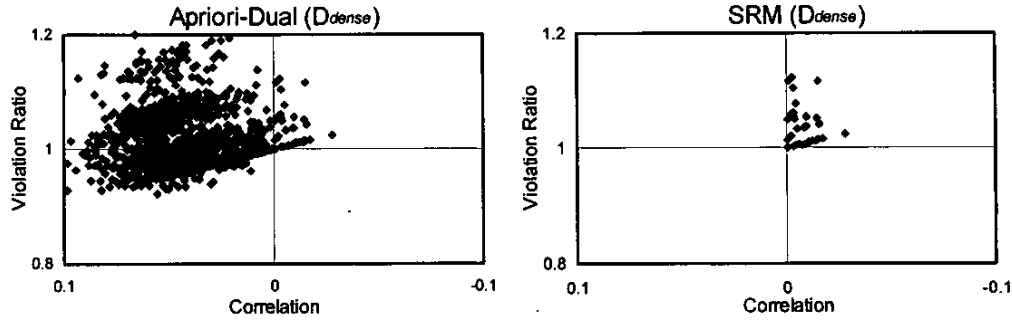 Apriori-Dual (Ddense)
1.2
Violation Ratio
1
0.8
0.1
0
-0.1
Correlation
SRM (Ddense)
1.2
Violation Ratio
1
0.8
0.1
0
-0.1
Correlation